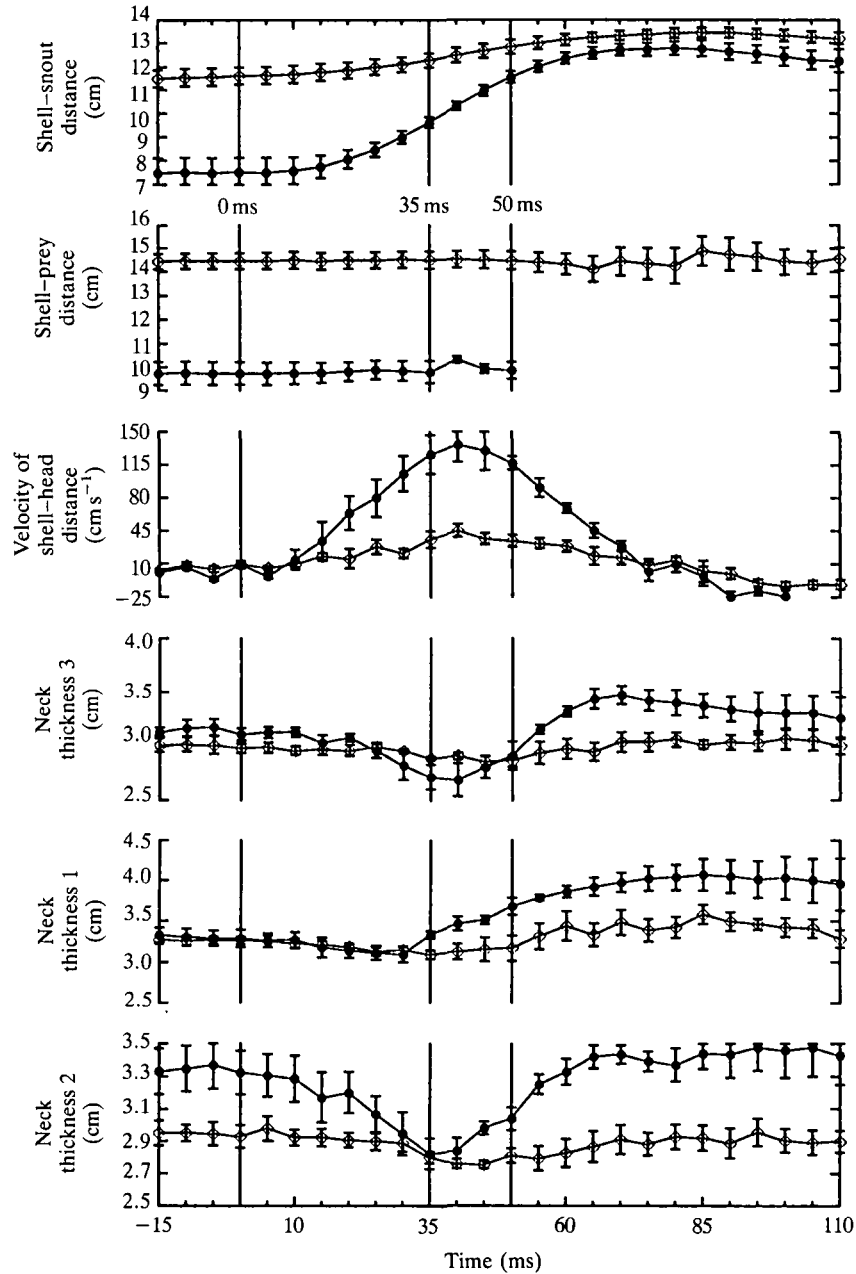 Shell–snout
distance
(cm)
14
13
12
11
10
9
8
7
0 ms
35 ms
50 ms
Shell–prey
distance
(cm)
16
15
14
13
12
11
10
9
Velocity of
shell–head
distance
(cm s⁻¹)
150
115
80
45
10
−25
Neck
thickness 3
(cm)
4.0
3.5
3.0
2.5
Neck
thickness 1
(cm)
4.5
4.0
3.5
3.0
2.5
Neck
thickness 2
(cm)
3.5
3.3
3.1
2.9
2.7
2.5
−15
10
35
60
85
110
Time (ms)